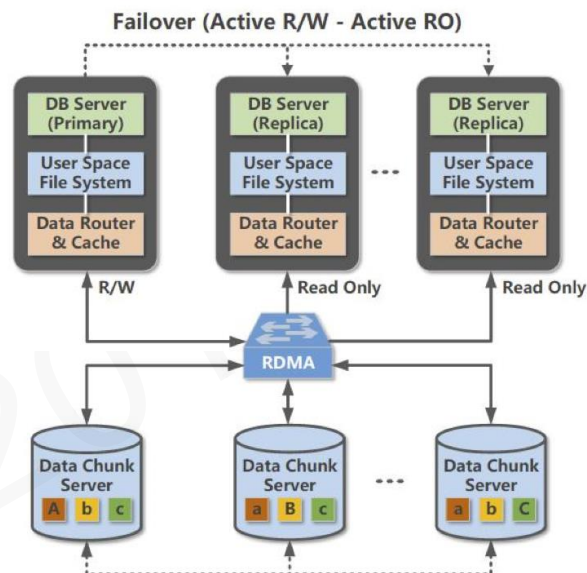 Failover (Active R/W - Active RO)
DB Server
(Primary)
User Space
File System
Data Router
& Cache
DB Server
(Replica)
User Space
File System
Data Router
& Cache
DB Server
(Replica)
User Space
File System
Data Router
& Cache
R/W
Read Only
Read Only
RDMA
Data Chunk
Server
A b c
Data Chunk
Server
a B c
Data Chunk
Server
a b C